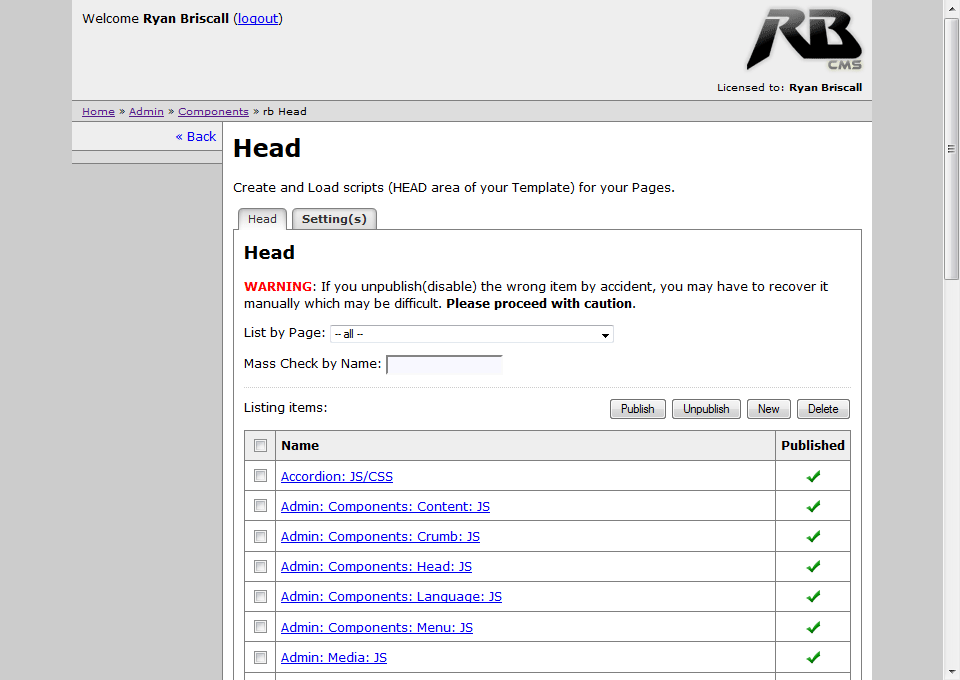 Welcome Ryan Briscall (logout)
RB
CMS
Licensed to: Ryan Briscall
Home » Admin » Components » rb Head
« Back
Head
Create and Load scripts (HEAD area of your Template) for your Pages.
Head Setting(s)
Head
WARNING: If you unpublish(disable) the wrong item by accident, you may have to recover it
manually which may be difficult. Please proceed with caution.
List by Page: -- all --
Mass Check by Name:
Listing items: Publish Unpublish New Delete
Name Published
Accordion: JS/CSS
Admin: Components: Content: JS
Admin: Components: Crumb: JS
Admin: Components: Head: JS
Admin: Components: Language: JS
Admin: Components: Menu: JS
Admin: Media: JS